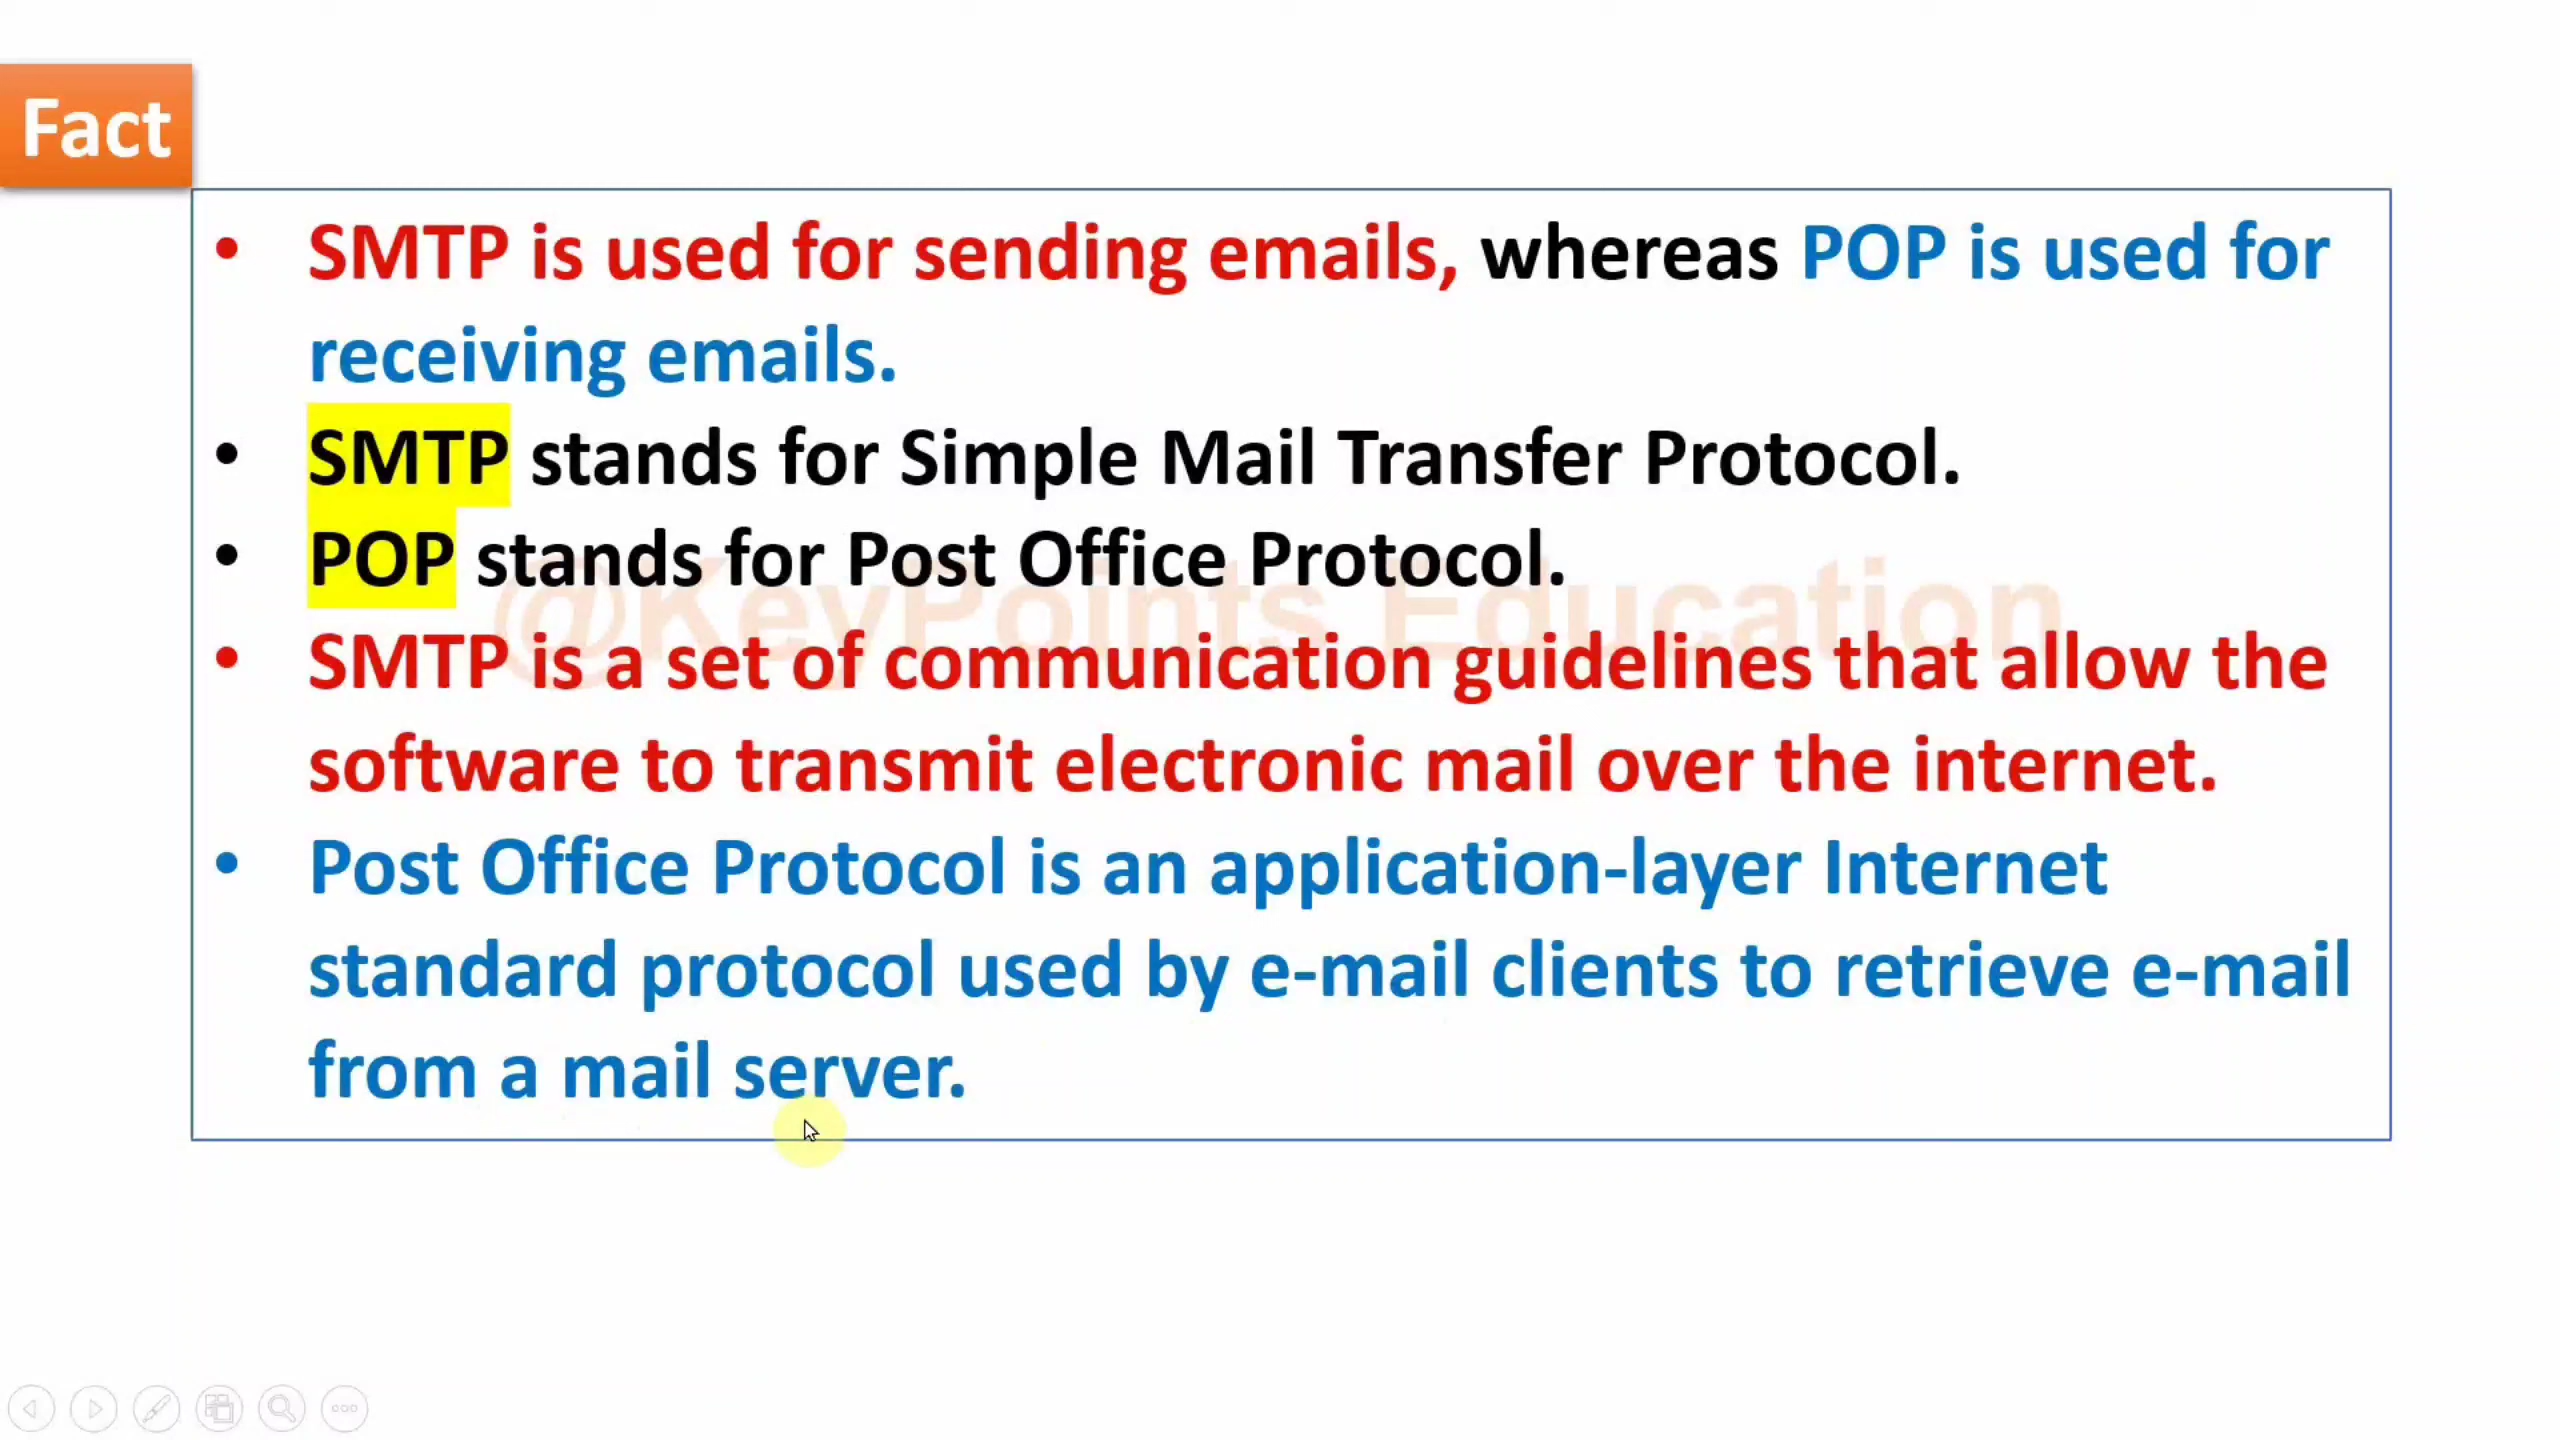 Fact
• SMTP is used for sending emails, whereas POP is used for
receiving emails.
• SMTP stands for Simple Mail Transfer Protocol.
• POP stands for Post Office Protocol.
@KeyPoints Education
• SMTP is a set of communication guidelines that allow the
software to transmit electronic mail over the internet.
• Post Office Protocol is an application-layer Internet
standard protocol used by e-mail clients to retrieve e-mail
from a mail server.